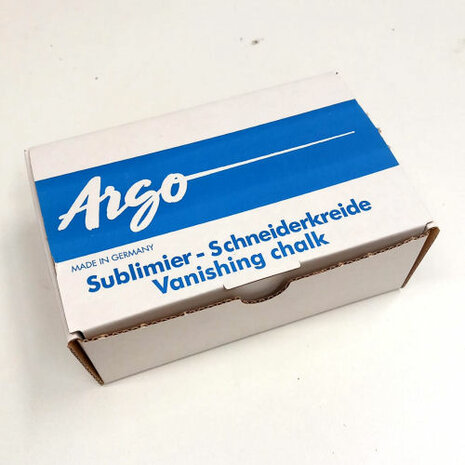 Argo
MADE IN GERMANY
Sublimier - Schneiderkreide
Vanishing chalk